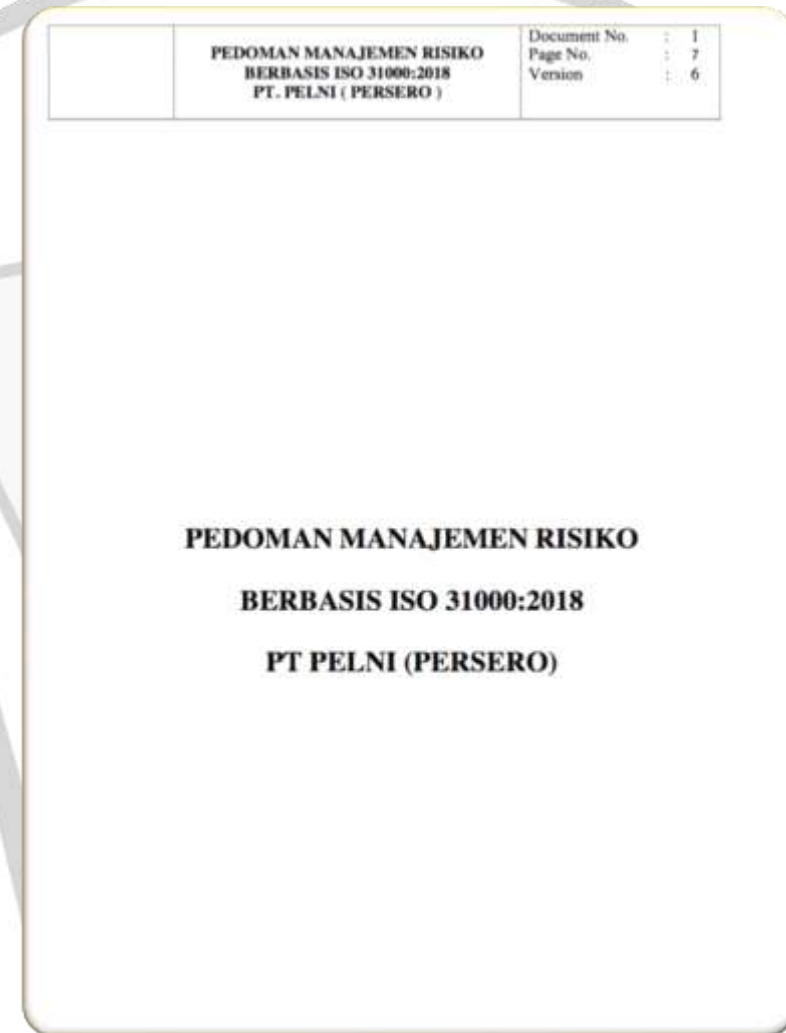 PEDOMAN MANAJEMEN RISIKO
BERBASIS ISO 31000:2018
PT. PELNI ( PERSERO )
Document No. : 1
Page No. : 7
Version : 6
PEDOMAN MANAJEMEN RISIKO
BERBASIS ISO 31000:2018
PT PELNI (PERSERO)